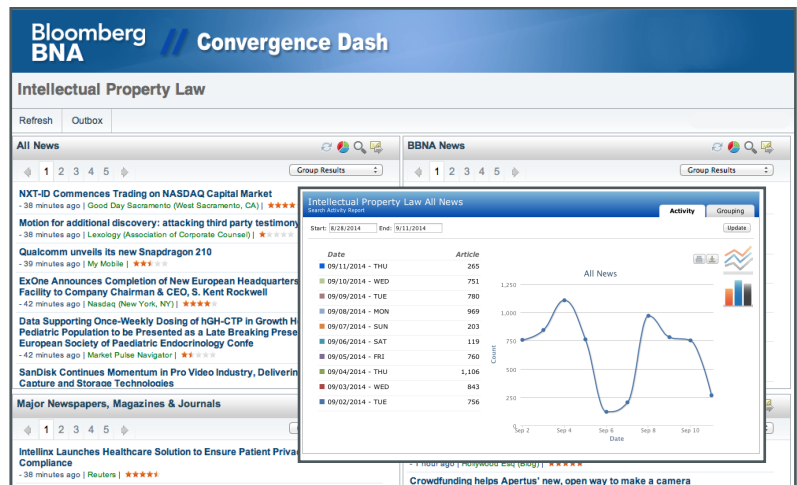 Bloomberg
BNA
// Convergence Dash
Intellectual Property Law
Refresh Outbox
All News
1 2 3 4 5
Group Results
NXT-ID Commences Trading on NASDAQ Capital Market
- 38 minutes ago | Good Day Sacramento (West Sacramento, CA) |
Motion for additional discovery: attacking third party testimony
- 38 minutes ago | Lexology (Association of Corporate Counsel) |
Qualcomm unveils its new Snapdragon 210
- 39 minutes ago | My Mobile |
ExOne Announces Completion of New European Headquarters
Facility to Company Chairman & CEO, S. Kent Rockwell
- 42 minutes ago | Nasdaq (New York, NY) |
Data Supporting Once-Weekly Dosing of hGH-CTP in Growth H
Pediatric Population to be Presented as a Late Breaking Prese
European Society of Paediatric Endocrinology Confe
- 42 minutes ago | Market Pulse Navigator |
SanDisk Continues Momentum in Pro Video Industry, Deliverin
Capture and Storage Technologies
Major Newspapers, Magazines & Journals
1 2 3 4 5
Intellinx Launches Healthcare Solution to Ensure Patient Priva
Compliance
- 38 minutes ago | Reuters |
BBNA News
1 2 3 4 5
Group Results
Intellectual Property Law All News
Search Activity Report
Activity Grouping
Start: 8/28/2014 End: 9/11/2014
Update
Date Article
09/11/2014 - THU 265
09/10/2014 - WED 751
09/09/2014 - TUE 780
09/08/2014 - MON 969
09/07/2014 - SUN 203
09/06/2014 - SAT 119
09/05/2014 - FRI 760
09/04/2014 - THU 1,106
09/03/2014 - WED 843
09/02/2014 - TUE 756
All News
1,250
1,000
750
500
250
0
Count
Sep 2 Sep 4 Sep 6 Sep 8 Sep 10
Date
- 1 hour ago | Hollywood Esq (Blog) |
Crowdfunding helps Apertus' new, open way to make a camera